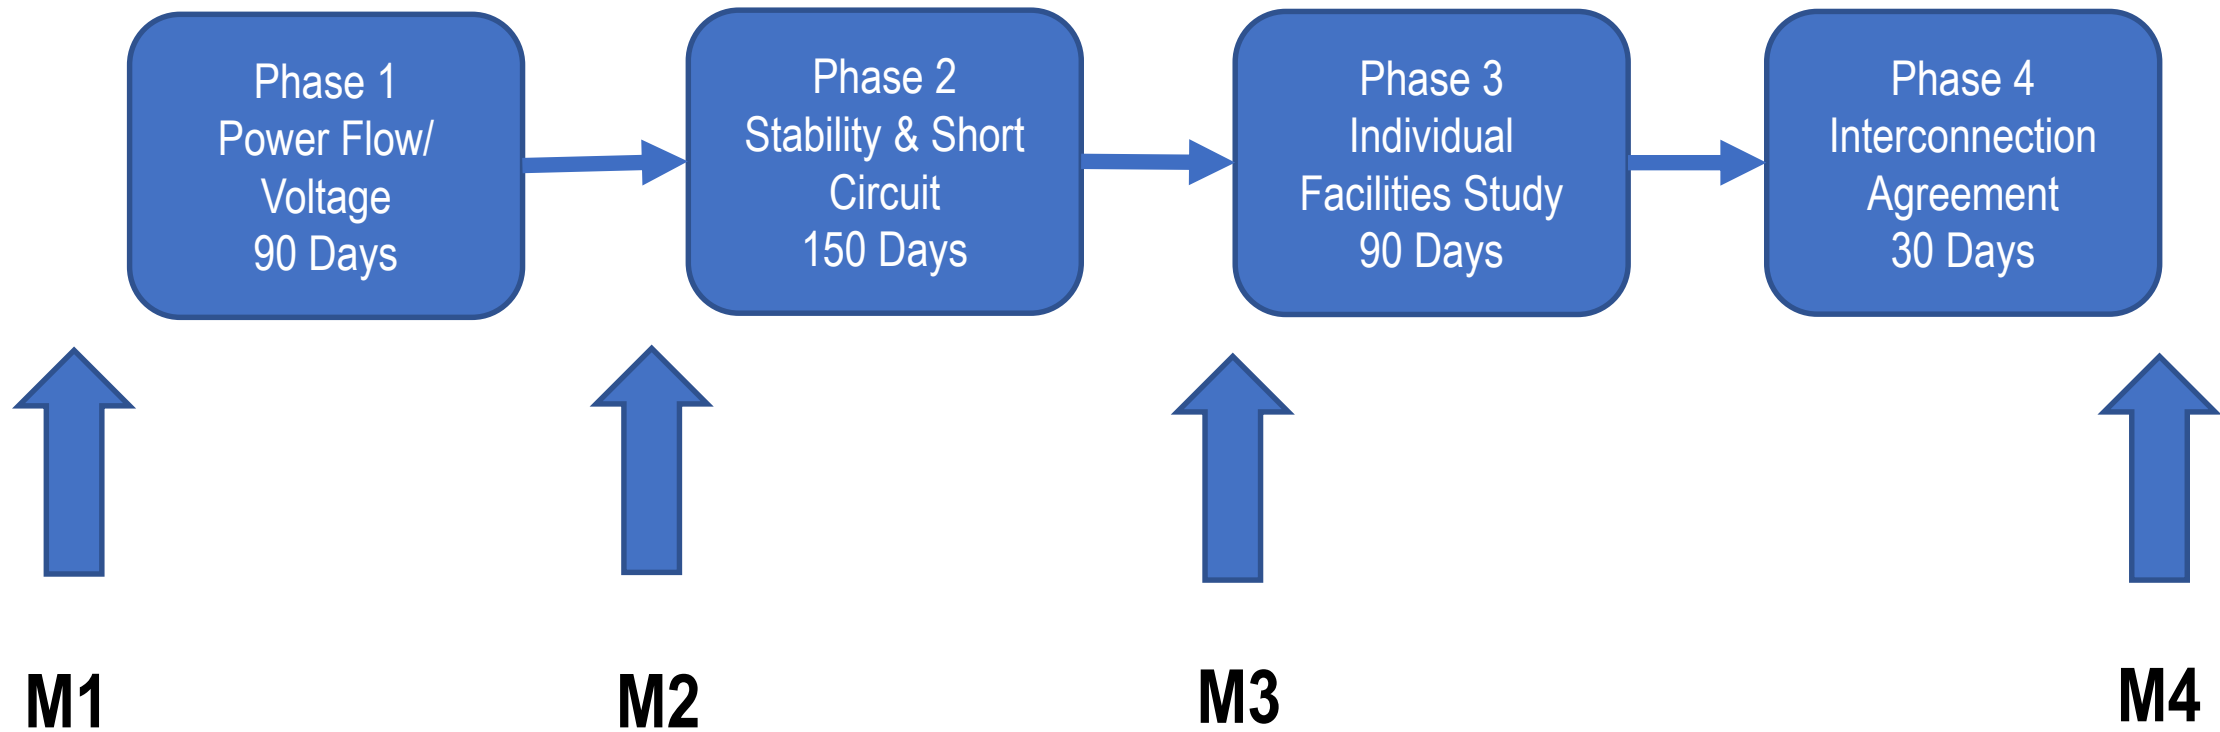 Phase 1
Power Flow/
Voltage
90 Days
Phase 2
Stability & Short
Circuit
150 Days
Phase 3
Individual
Facilities Study
90 Days
Phase 4
Interconnection
Agreement
30 Days
M1
M2
M3
M4